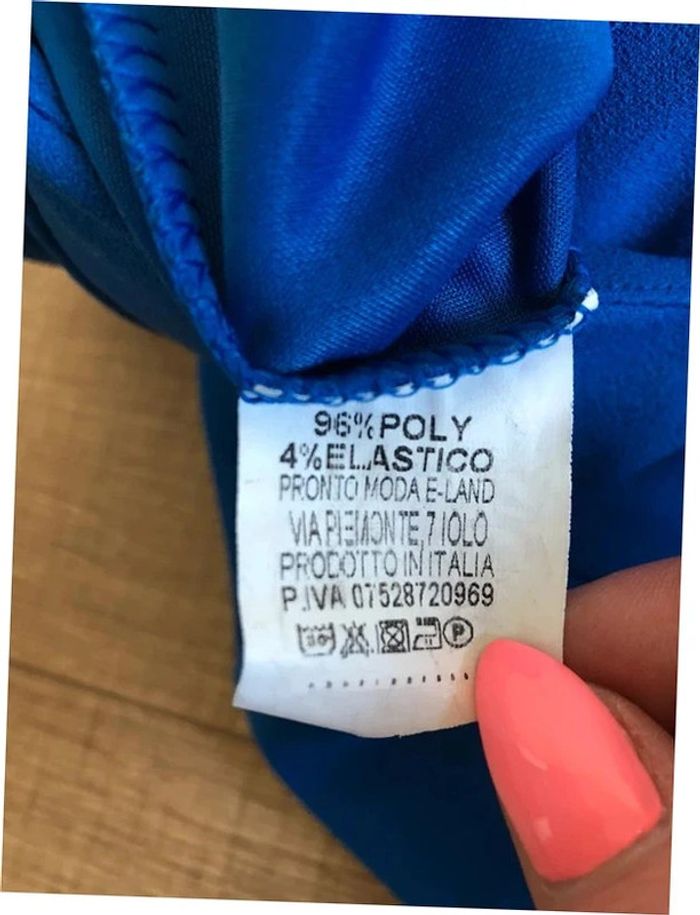 96% POLY
4% ELASTICO
PRONTO MODA E-LAND
VIA PIEMONTE, 7 IOLO
PRODOTTO IN ITALIA
P.IVA 07528720969
P